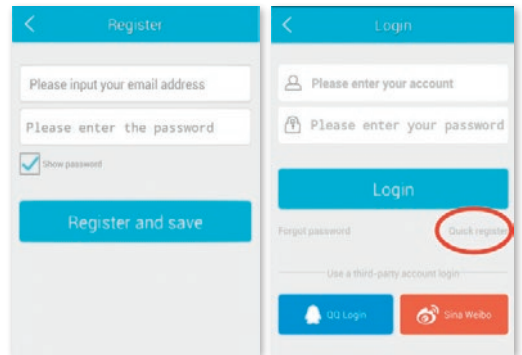 Register
Please input your email address
Please enter the password
Show password
Register and save
Login
Please enter your account
Please enter your password
Login
Forgot password
Quick register
Use a third-party account login
QQ Login
Sina Weibo